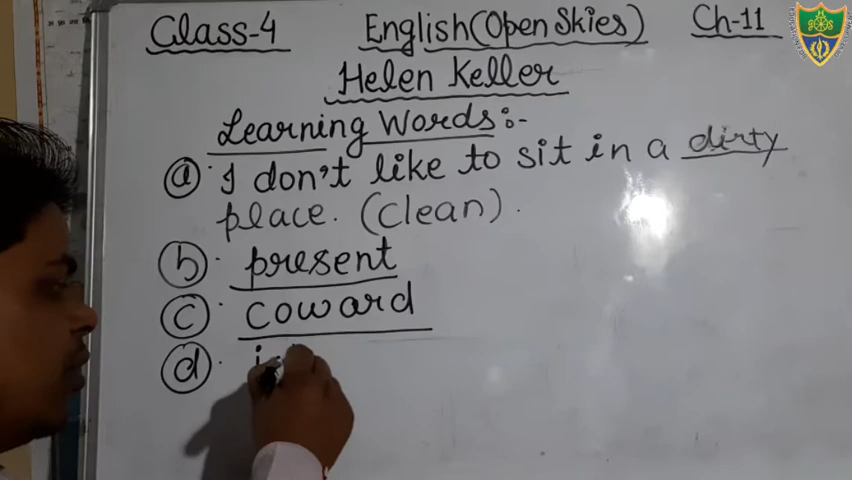 Class-4 English(Open Skies) Ch-11
Helen Keller
Learning Words:-
(a) I don't like to sit in a dirty
place. (clean).
(b). present
(c). coward
(d).